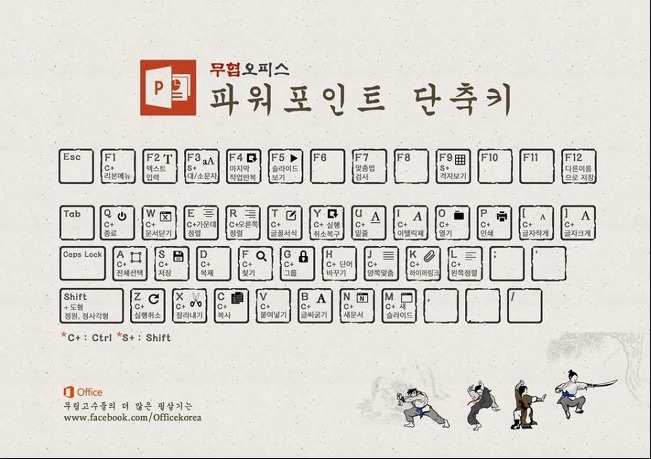 P
무협오피스
파워포인트 단축키
Esc
F1 C+ 리본메뉴
F2 T 텍스트 입력
F3 aA S+ 대/소문자
F4 마지막 작업반복
F5 슬라이드 보기
F6
F7 맞춤법 검사
F8
F9 S+ 격자보기
F10
F11
F12 다른이름으로 저장
Tab
Q C+ 종료
W C+ 문서닫기
E C+가운데 정렬
R C+오른쪽 정렬
T C+ 글꼴서식
Y C+ 실행 취소복구
U A C+ 밑줄
I A C+ 이텔릭체
O C+ 열기
P C+ 인쇄
[ A C+ 글자작게
] A C+ 글자크게
Caps Lock
A C+ 전체선택
S C+ 저장
D C+ 복제
F C+ 찾기
G C+ 그룹
H C+ 단어 바꾸기
J C+ 양쪽맞춤
K C+ 하이퍼링크
L C+ 왼쪽정렬
;
'
Shift + 도형 정원, 정사각형
Z C+ 실행취소
X C+ 잘라내기
C C+ 복사
V C+ 붙여넣기
B A C+ 글씨굵기
N C+ 새문서
M C+ 새 슬라이드
,
.
/
*C+ : Ctrl *S+ : Shift
Office
무림고수들의 더 많은 필살기는
www.facebook.com/Officekorea